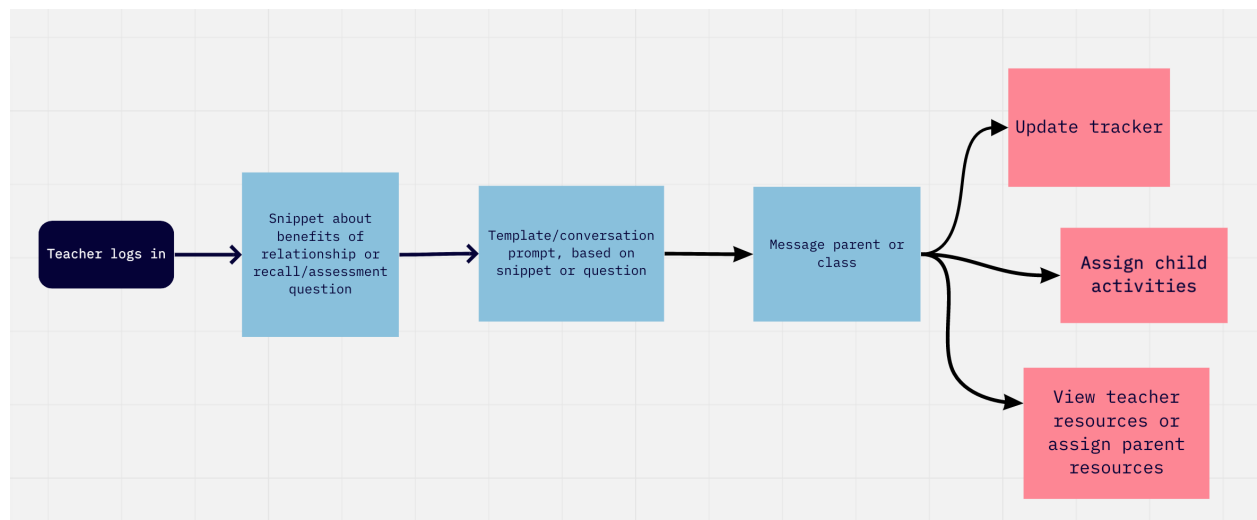 Teacher logs in
Snippet about
benefits of
relationship or
recall/assessment
question
Template/conversation
prompt, based on
snippet or question
Message parent or
class
Update tracker
Assign child
activities
View teacher
resources or
assign parent
resources